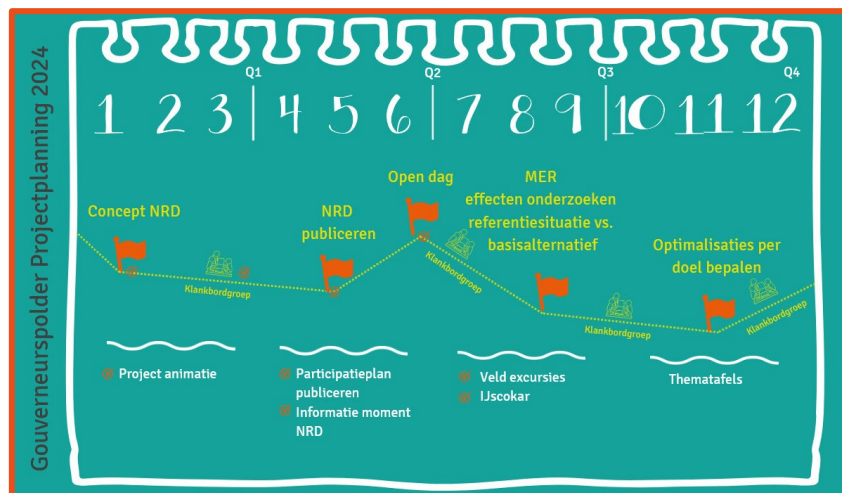 Gouverneurspolder Projectplanning 2024
Q1
Q2
Q3
Q4
1 2 3 4 5 6 7 8 9 10 11 12
Concept NRD
NRD
publiceren
Open dag
MER
effecten onderzoeken
referentiesituatie vs.
basisalternatief
Optimalisaties per
doel bepalen
Klankbordgroep
Klankbordgroep
Klankbordgroep
Klankbordgroep
Project animatie
Participatieplan
publiceren
Informatie moment
NRD
Veld excursies
IJscokar
Thematafels